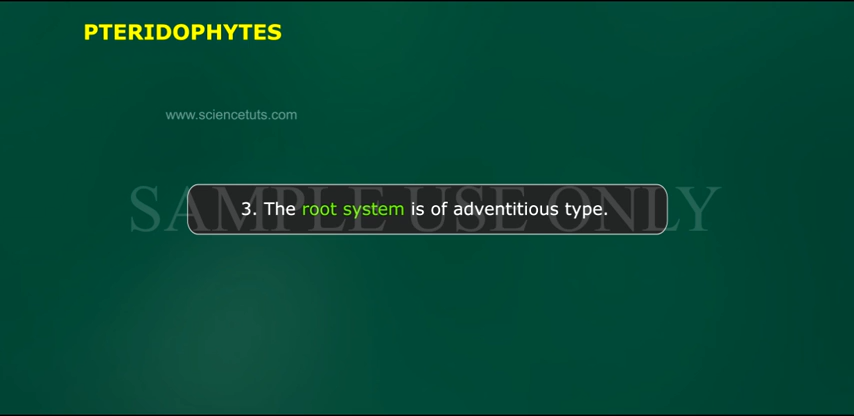 PTERIDOPHYTES
www.sciencetuts.com
SAMPLE USE ONLY
3. The root system is of adventitious type.